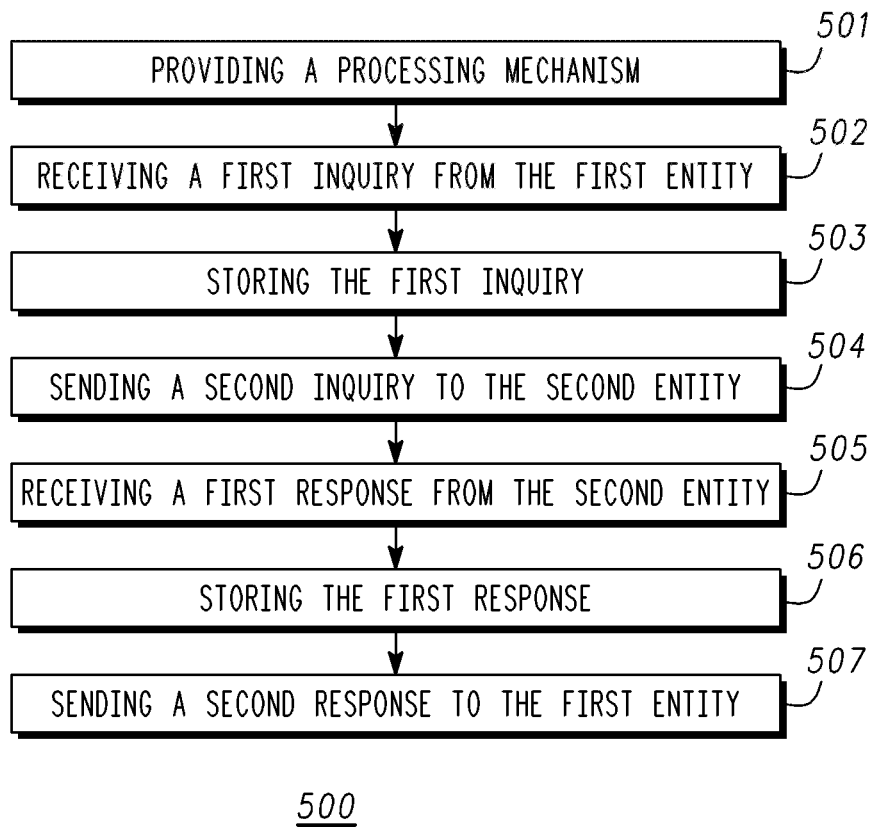 501
PROVIDING A PROCESSING MECHANISM
502
RECEIVING A FIRST INQUIRY FROM THE FIRST ENTITY
503
STORING THE FIRST INQUIRY
504
SENDING A SECOND INQUIRY TO THE SECOND ENTITY
505
RECEIVING A FIRST RESPONSE FROM THE SECOND ENTITY
506
STORING THE FIRST RESPONSE
507
SENDING A SECOND RESPONSE TO THE FIRST ENTITY
500